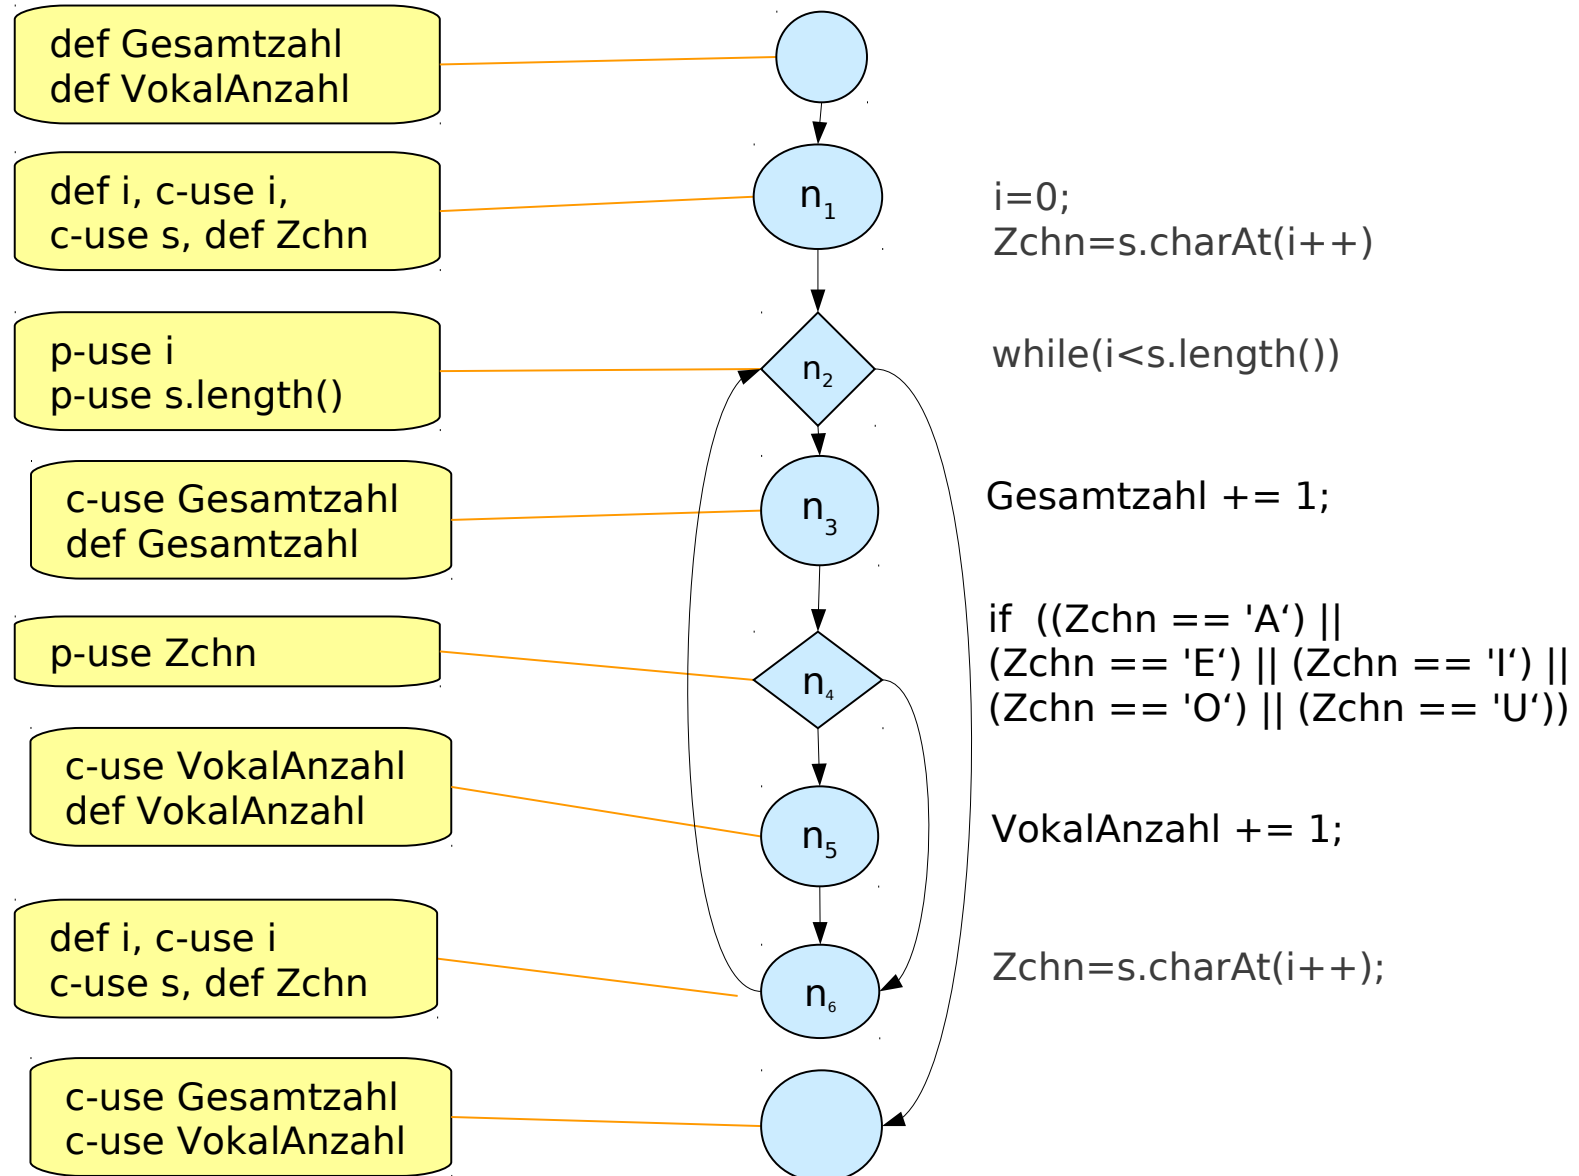 def Gesamtzahl
def VokalAnzahl
def i, c-use i,
c-use s, def Zchn
n1
i=0;
Zchn=s.charAt(i++)
p-use i
p-use s.length()
n2
while(i<s.length())
c-use Gesamtzahl
def Gesamtzahl
n3
Gesamtzahl += 1;
p-use Zchn
n4
if  ((Zchn == 'A‘) ||
(Zchn == 'E‘) || (Zchn == 'I‘) ||
(Zchn == 'O‘) || (Zchn == 'U‘))
c-use VokalAnzahl
def VokalAnzahl
n5
VokalAnzahl += 1;
def i, c-use i
c-use s, def Zchn
n6
Zchn=s.charAt(i++);
c-use Gesamtzahl
c-use VokalAnzahl